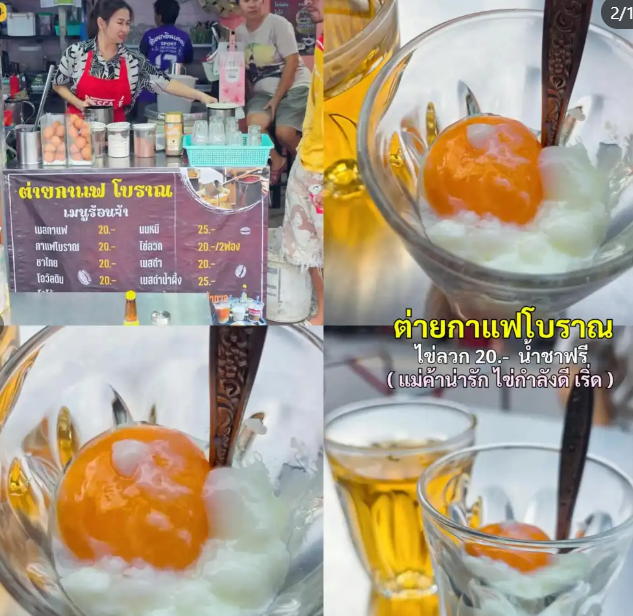 2/1
SPORT
ต่ายกาแฟ โบราณ
เมนูร้อนจ้า
เพสกาแฟ 20.-
กาแฟโบราณ 20.-
ชาไทย 20.-
โอวัลติน 20.-
นมหมี 25.-
ไข่ลวก 20.-/2ฟอง
เพสดำ 20.-
เพสดำน้ำผึ้ง 25.-
ต่ายกาแฟโบราณ
ไข่ลวก 20.- น้ำชาฟรี
( แม่ค้าน่ารัก ไข่กำลังดี เริ่ด )